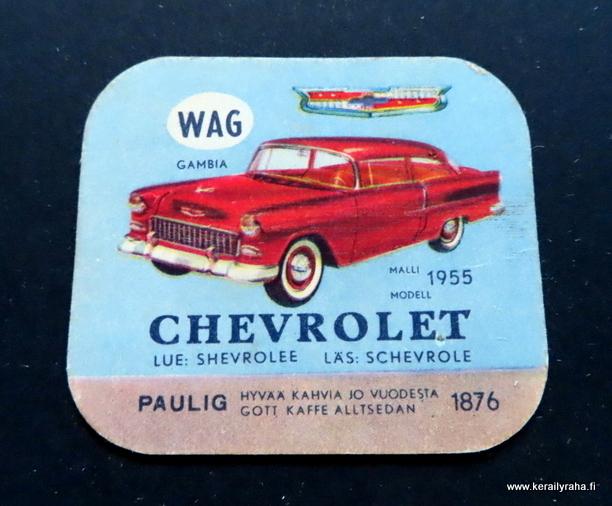 WAG
GAMBIA
MALLI 1955
MODELL
CHEVROLET
LUE: SHEVROLEE LÄS: SCHEVROLE
PAULIG HYVÄÄ KAHVIA JO VUODESTA 1876
GOTT KAFFE ALLTSEDAN
www.kerailyraha.fi